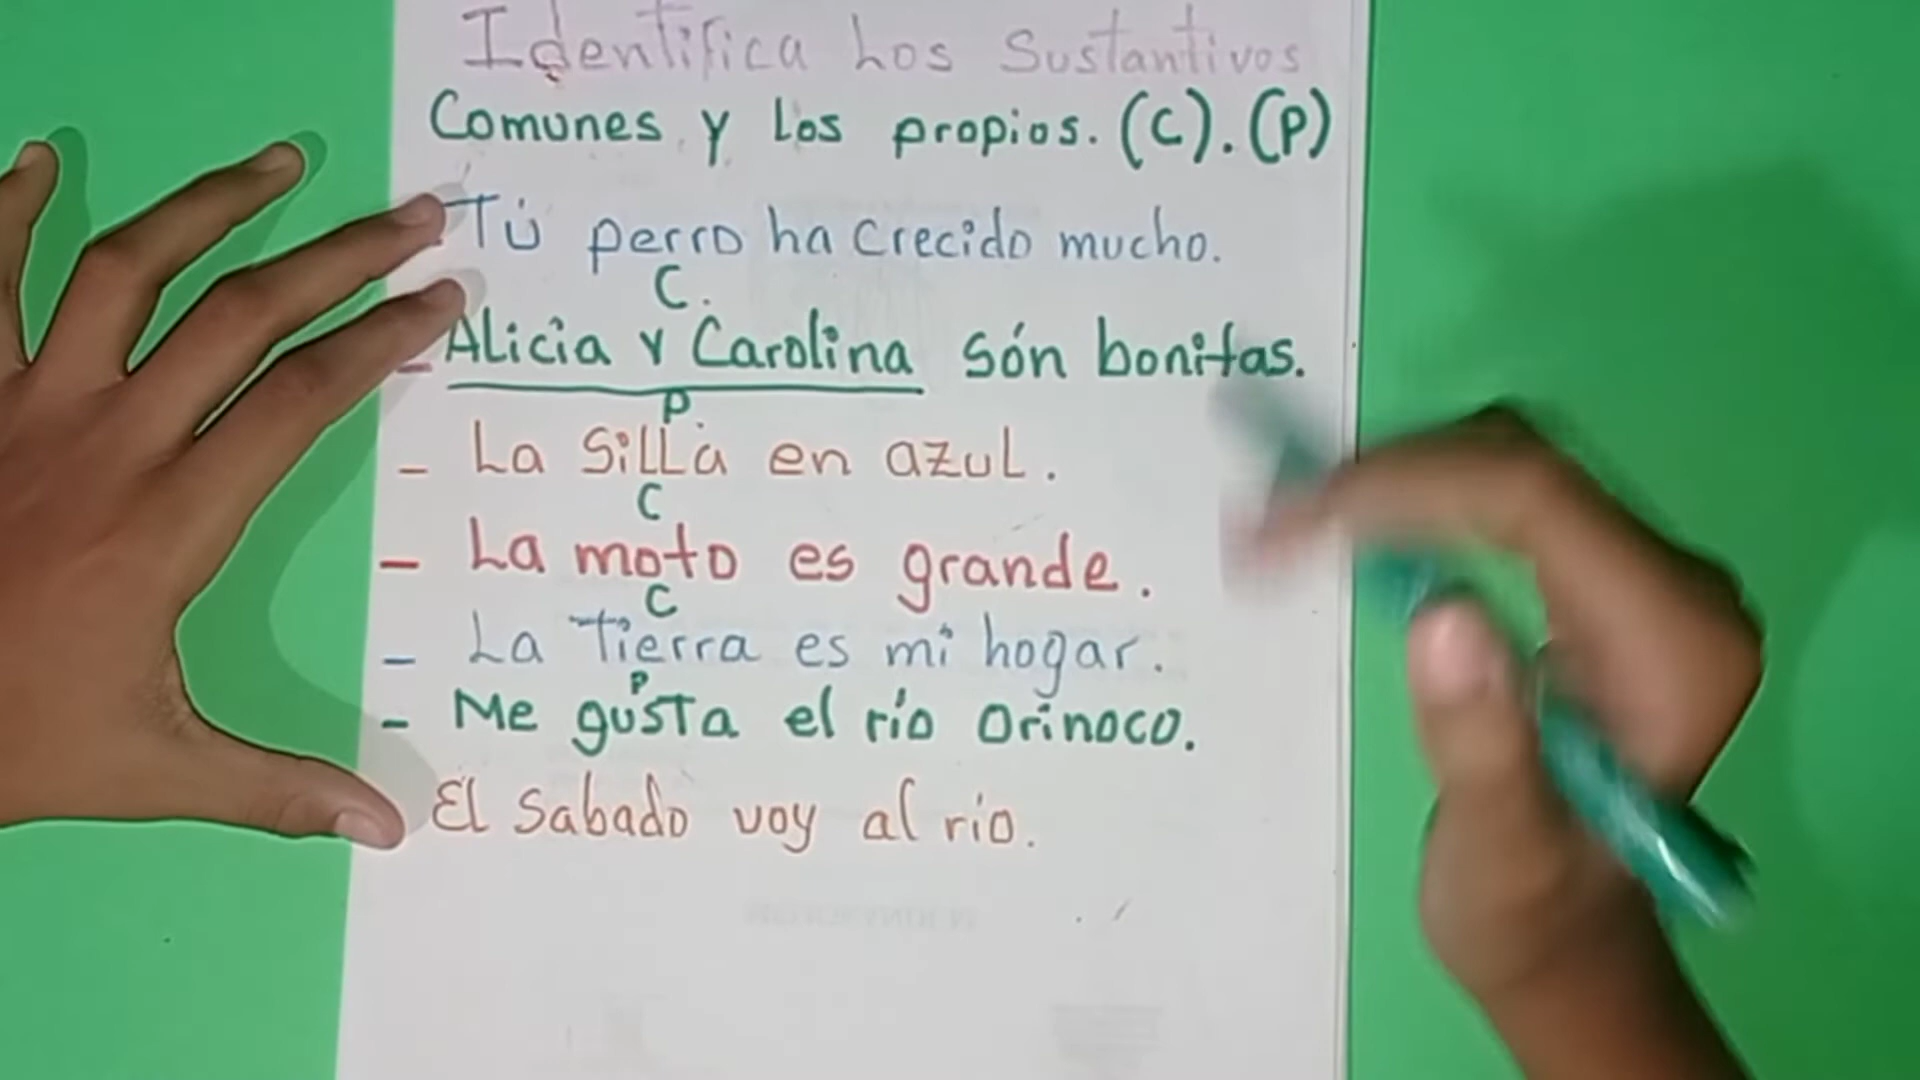 Identifica Los Sustantivos
Comunes y Los propios. (C). (P)
Tú perro ha crecido mucho.
C.
- Alicia y Carolina són bonitas.
P
- La SiLLa en azuL.
C
- La moto es grande.
C
- La Tierra es mi hogar.
P
- Me gusta el río Orinoco.
El Sabado voy al río.